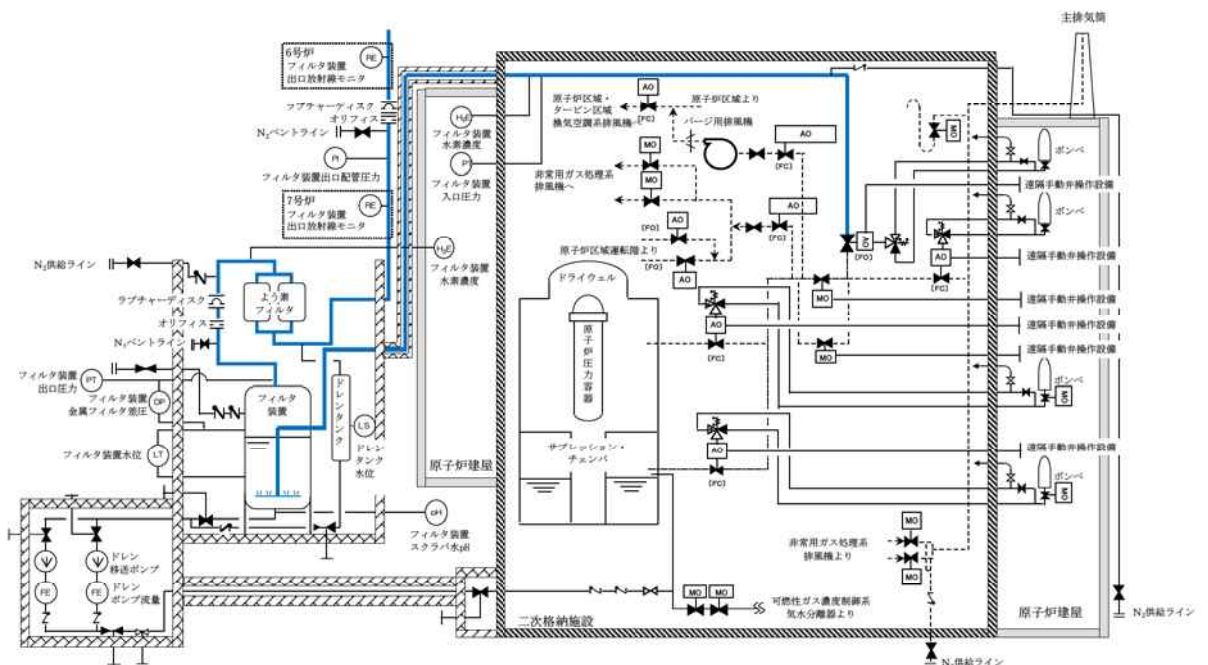 主排気筒
6号炉
フィルタ装置
出口放射線モニタ
RE
ラプチャーディスク
オリフィス
N₂ベントライン
PI
フィルタ装置出口配管圧力
7号炉
フィルタ装置
出口放射線モニタ
RE
H₂E
フィルタ装置
水素濃度
PT
フィルタ装置
入口圧力
H₂E
フィルタ装置
水素濃度
N₂供給ライン
ラプチャーディスク
オリフィス
よう素
フィルタ
N₂ベントライン
フィルタ装置
出口圧力
PT
フィルタ装置
金属フィルタ差圧
DP
フィルタ装置
ドレンタンク
LS
ドレン
タンク
水位
フィルタ装置水位
LT
原子炉建屋
pH
フィルタ装置
スクラバ水pH
ドレン
移送ポンプ
FE
FE
ドレン
ポンプ流量
AO
[FC]
原子炉区域・
タービン区域
換気空調系排風機へ
原子炉区域より
パージ用排風機
AO
[FC]
MO
MO
非常用ガス処理系
排風機へ
AO
[FC]
AO
[FO]
原子炉区域運転階より
[FO]
AO
ドライウェル
原子炉圧力容器
サプレッション・
チェンバ
AO
[FO]
MO
MO
MO
AO
[FC]
AO
[FC]
AO
[FC]
ボンベ
遠隔手動弁操作設備
ボンベ
遠隔手動弁操作設備
遠隔手動弁操作設備
遠隔手動弁操作設備
遠隔手動弁操作設備
ボンベ
MO
遠隔手動弁操作設備
ボンベ
MO
MO
非常用ガス処理系
排風機より
MO
MO
MO
可燃性ガス濃度制御系
気水分離器より
二次格納施設
原子炉建屋
N₂供給ライン
N₂供給ライン